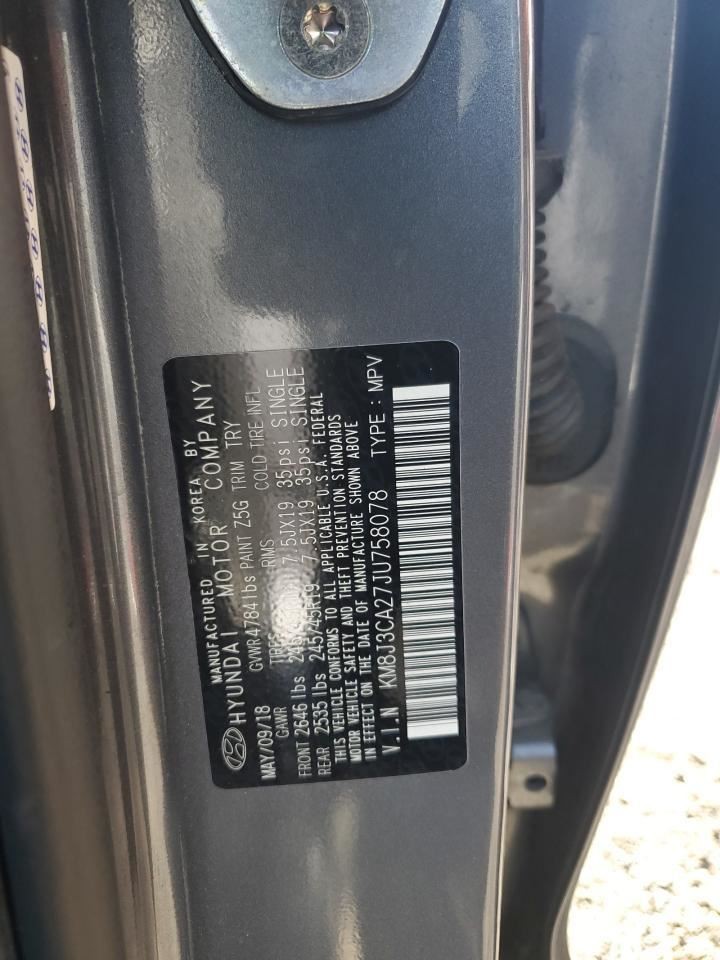 MANUFACTURED IN KOREA BY
HYUNDAI MOTOR COMPANY
MAY/09/18 GVWR 4784 lbs PAINT Z5G TRIM TRY
GAWR TIRES RIMS COLD TIRE INFL
FRONT 2646 lbs 7.5JX19 35psi SINGLE
REAR 2535 lbs 245/45R19 7.5JX19 35psi SINGLE
THIS VEHICLE CONFORMS TO ALL APPLICABLE U.S.A. FEDERAL
MOTOR VEHICLE SAFETY AND THEFT PREVENTION STANDARDS
IN EFFECT ON THE DATE OF MANUFACTURE SHOWN ABOVE
V.I.N KM8J3CA27JU758078 TYPE : MPV